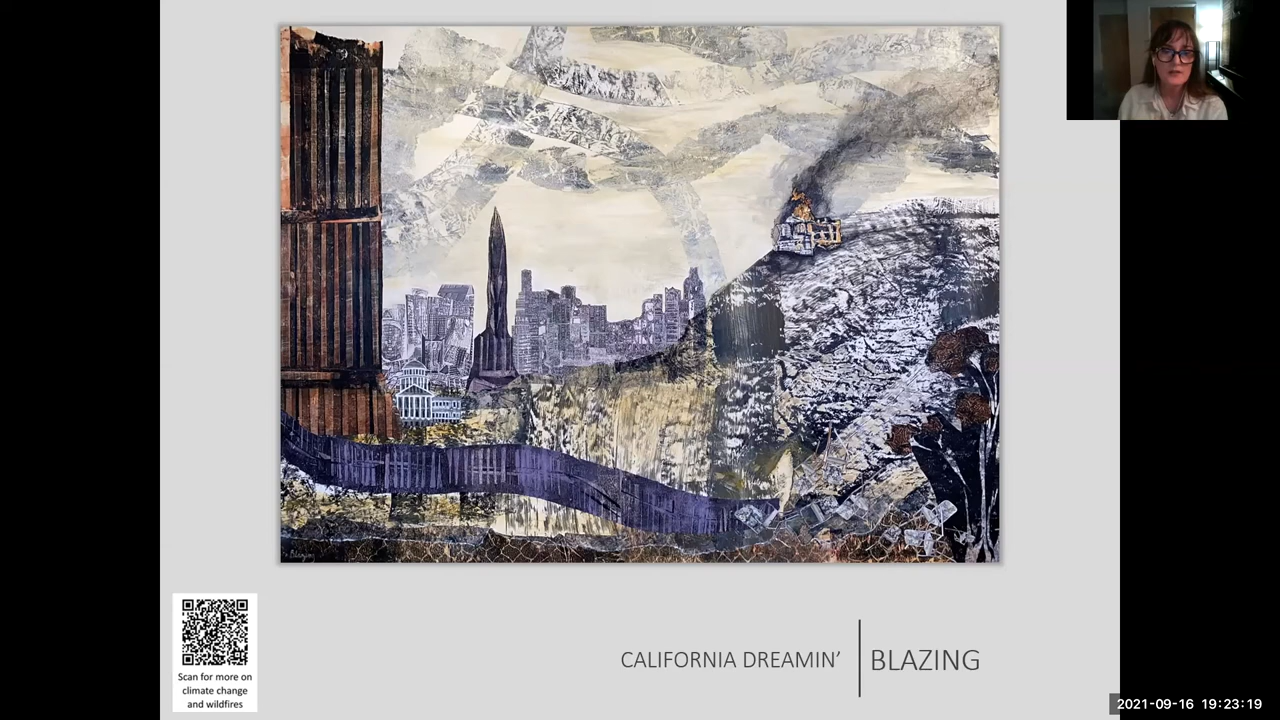 Scan for more on
climate change
and wildfires
CALIFORNIA DREAMIN’
BLAZING
2021-09-16 19:23:19